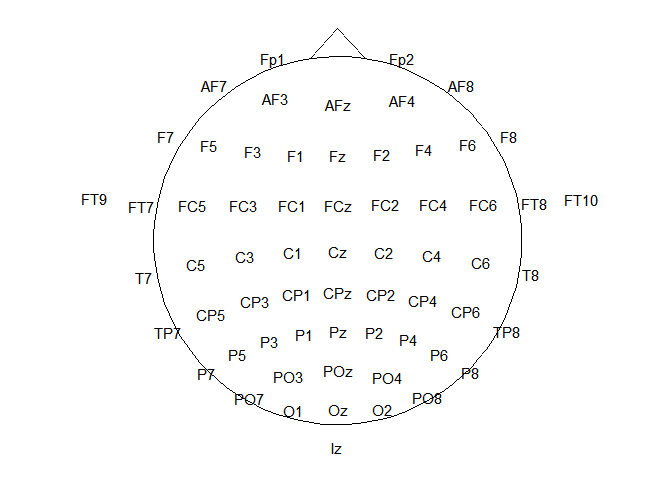 Fp1 Fp2
AF7 AF3 AFz AF4 AF8
F7 F5 F3 F1 Fz F2 F4 F6 F8
FT9 FT7 FC5 FC3 FC1 FCz FC2 FC4 FC6 FT8 FT10
T7 C5 C3 C1 Cz C2 C4 C6 T8
TP7 CP5 CP3 CP1 CPz CP2 CP4 CP6 TP8
P7 P5 P3 P1 Pz P2 P4 P6 P8
PO7 PO3 POz PO4 PO8
O1 Oz O2
Iz